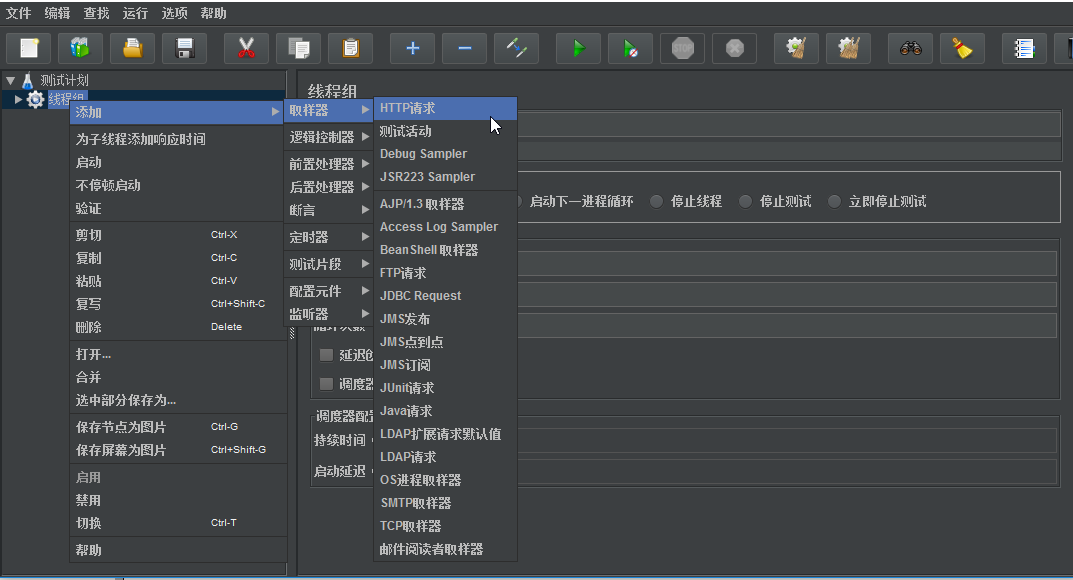 文件 编辑 查找 运行 选项 帮助
测试计划
线程组
添加
为子线程添加响应时间
启动
不停顿启动
验证
剪切 Ctrl-X
复制 Ctrl-C
粘贴 Ctrl-V
复写 Ctrl+Shift-C
删除 Delete
打开...
合并
选中部分保存为...
保存节点为图片 Ctrl-G
保存屏幕为图片 Ctrl+Shift-G
启用
禁用
切换 Ctrl-T
帮助
取样器
逻辑控制器
前置处理器
后置处理器
断言
定时器
测试片段
配置元件
监听器
HTTP请求
测试活动
Debug Sampler
JSR223 Sampler
AJP/1.3 取样器
Access Log Sampler
BeanShell 取样器
FTP请求
JDBC Request
JMS发布
JMS点到点
JMS订阅
JUnit请求
Java请求
LDAP扩展请求默认值
LDAP请求
OS进程取样器
SMTP取样器
TCP取样器
邮件阅读者取样器
线程组
启动下一进程循环 停止线程 停止测试 立即停止测试
循环次数
延迟创
调度器
调度器配置
持续时间
启动延迟